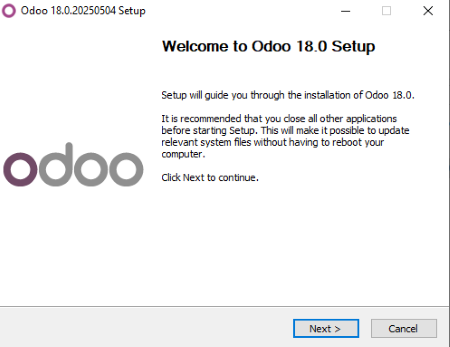 Odoo 18.0.20250504 Setup
Welcome to Odoo 18.0 Setup
Setup will guide you through the installation of Odoo 18.0.
It is recommended that you close all other applications
before starting Setup. This will make it possible to update
relevant system files without having to reboot your
computer.
Click Next to continue.
odoo
Next >
Cancel